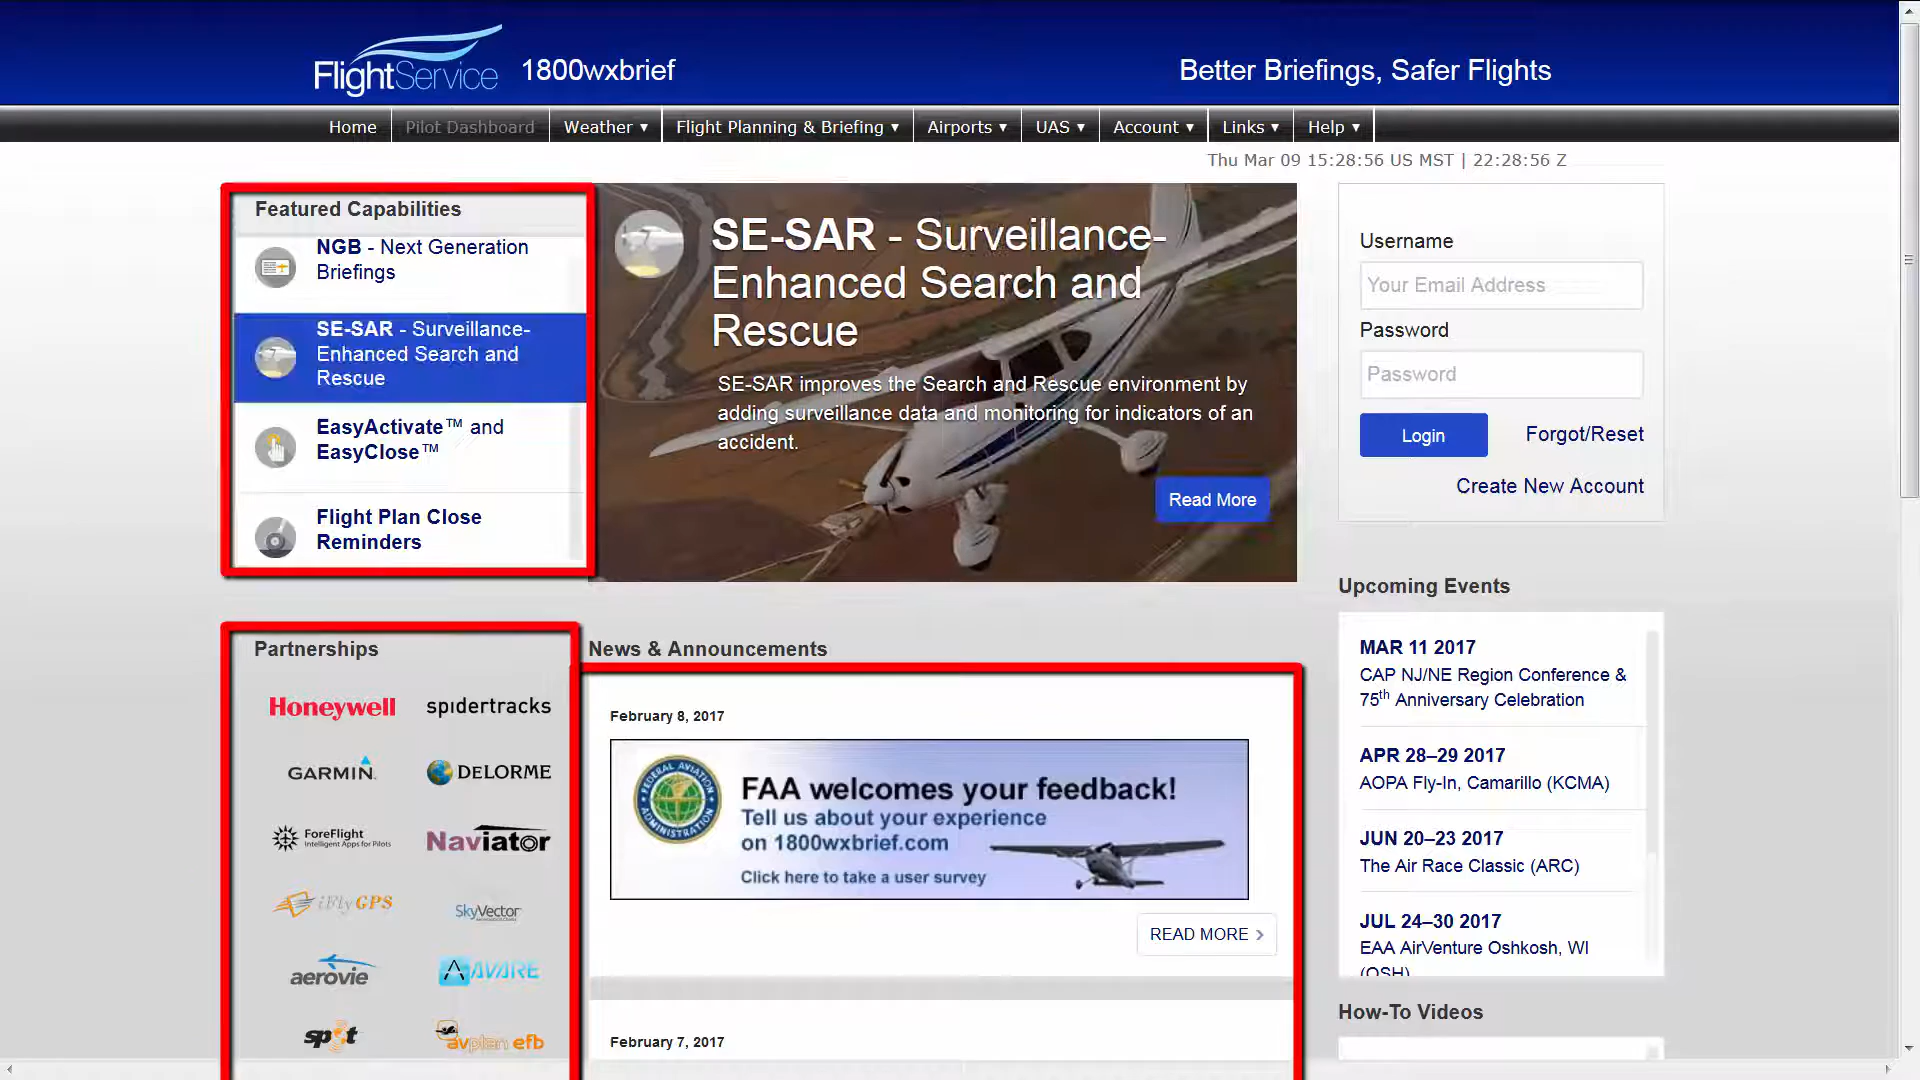 FlightService 1800wxbrief
Better Briefings, Safer Flights
Home Pilot Dashboard Weather ▾ Flight Planning & Briefing ▾ Airports ▾ UAS ▾ Account ▾ Links ▾ Help ▾
Thu Mar 09 15:28:56 US MST | 22:28:56 Z
Featured Capabilities
NGB - Next Generation
Briefings
SE-SAR - Surveillance-
Enhanced Search and
Rescue
EasyActivate™ and
EasyClose™
Flight Plan Close
Reminders
SE-SAR - Surveillance-
Enhanced Search and
Rescue
SE-SAR improves the Search and Rescue environment by
adding surveillance data and monitoring for indicators of an
accident.
Read More
Username
Your Email Address
Password
Password
Login Forgot/Reset
Create New Account
Partnerships
Honeywell spidertracks
GARMIN. DELORME
ForeFlight
Intelligent Apps for Pilots
Naviator
iFlyGPS SkyVector
aerovie AVARE
spot avplan efb
News & Announcements
February 8, 2017
FEDERAL AVIATION ADMINISTRATION
FAA welcomes your feedback!
Tell us about your experience
on 1800wxbrief.com
Click here to take a user survey
READ MORE >
February 7, 2017
Upcoming Events
MAR 11 2017
CAP NJ/NE Region Conference &
75th Anniversary Celebration
APR 28–29 2017
AOPA Fly-In, Camarillo (KCMA)
JUN 20–23 2017
The Air Race Classic (ARC)
JUL 24–30 2017
EAA AirVenture Oshkosh, WI
(OSH)
How-To Videos